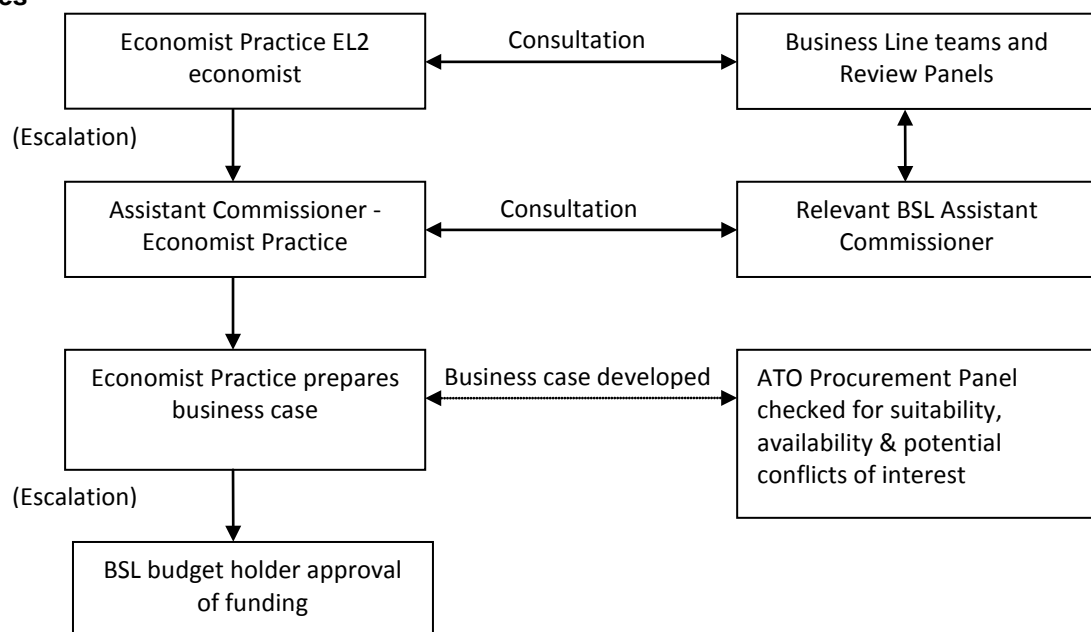 Economist Practice EL2
economist
Consultation
Business Line teams and
Review Panels
(Escalation)
Assistant Commissioner -
Economist Practice
Consultation
Relevant BSL Assistant
Commissioner
Economist Practice prepares
business case
Business case developed
ATO Procurement Panel
checked for suitability,
availability & potential
conflicts of interest
(Escalation)
BSL budget holder approval
of funding